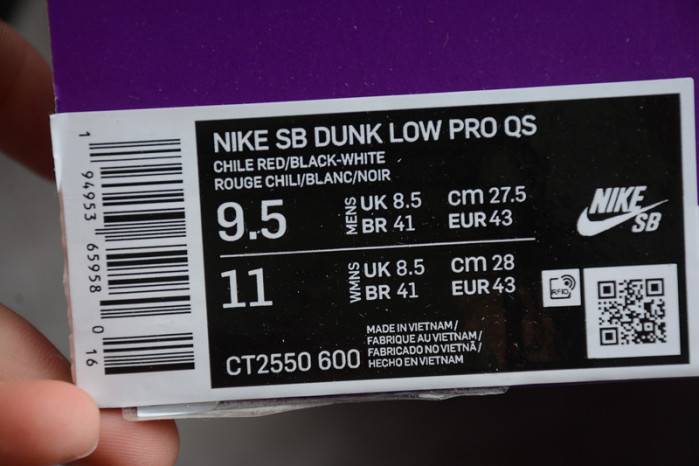 NIKE SB DUNK LOW PRO QS
CHILE RED/BLACK-WHITE
ROUGE CHILI/BLANC/NOIR
9.5 MENS UK 8.5 cm 27.5
BR 41 EUR 43
11 WMNS UK 8.5 cm 28
BR 41 EUR 43
MADE IN VIETNAM/
FABRIQUE AU VIETNAM/
FABRICADO NO VIETNÃ/
HECHO EN VIETNAM
CT2550 600
NIKE
SB
RFID
1 94953 65958 0 16